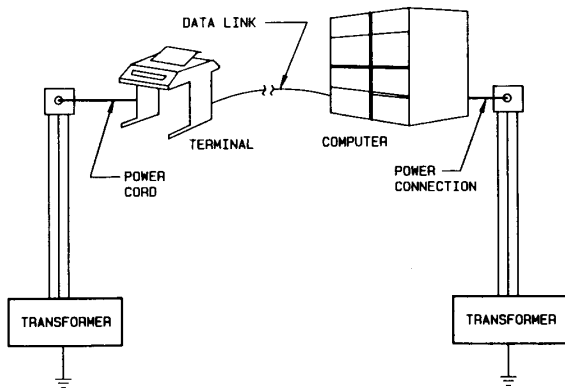 DATA LINK
TERMINAL
COMPUTER
POWER
CORD
POWER
CONNECTION
TRANSFORMER
TRANSFORMER